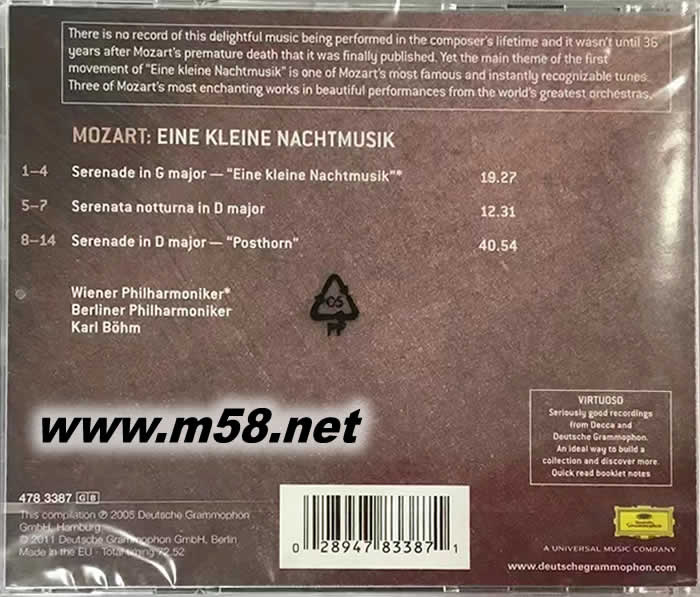 There is no record of this delightful music being performed in the composer's lifetime and it wasn't until 36
years after Mozart's premature death that it was finally published. Yet the main theme of the first
movement of "Eine kleine Nachtmusik" is one of Mozart's most famous and instantly recognizable tunes.
Three of Mozart's most enchanting works in beautiful performances from the world's greatest orchestras.
MOZART: EINE KLEINE NACHTMUSIK
1–4 Serenade in G major — "Eine kleine Nachtmusik"* 19.27
5–7 Serenata notturna in D major 12.31
8–14 Serenade in D major — "Posthorn" 40.54
Wiener Philharmoniker*
Berliner Philharmoniker
Karl Böhm
05
PP
www.m58.net
VIRTUOSO
Seriously good recordings
from Decca and
Deutsche Grammophon.
An ideal way to build a
collection and discover more.
Quick read booklet notes
478 3387 GB
This compilation ℗ 2005 Deutsche Grammophon
GmbH, Hamburg
© 2011 Deutsche Grammophon GmbH, Berlin
Made in the EU · Total timing 72.52
0 28947 83387 1
Deutsche
Grammophon
A UNIVERSAL MUSIC COMPANY
www.deutschegrammophon.com